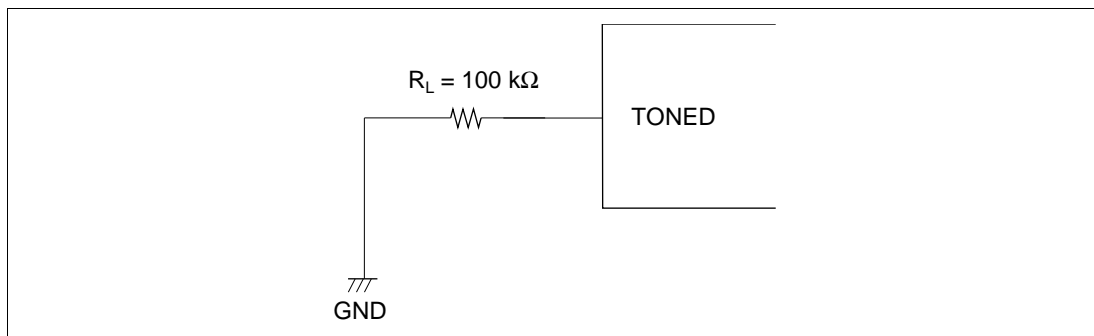 R_L = 100 kΩ
TONED
GND